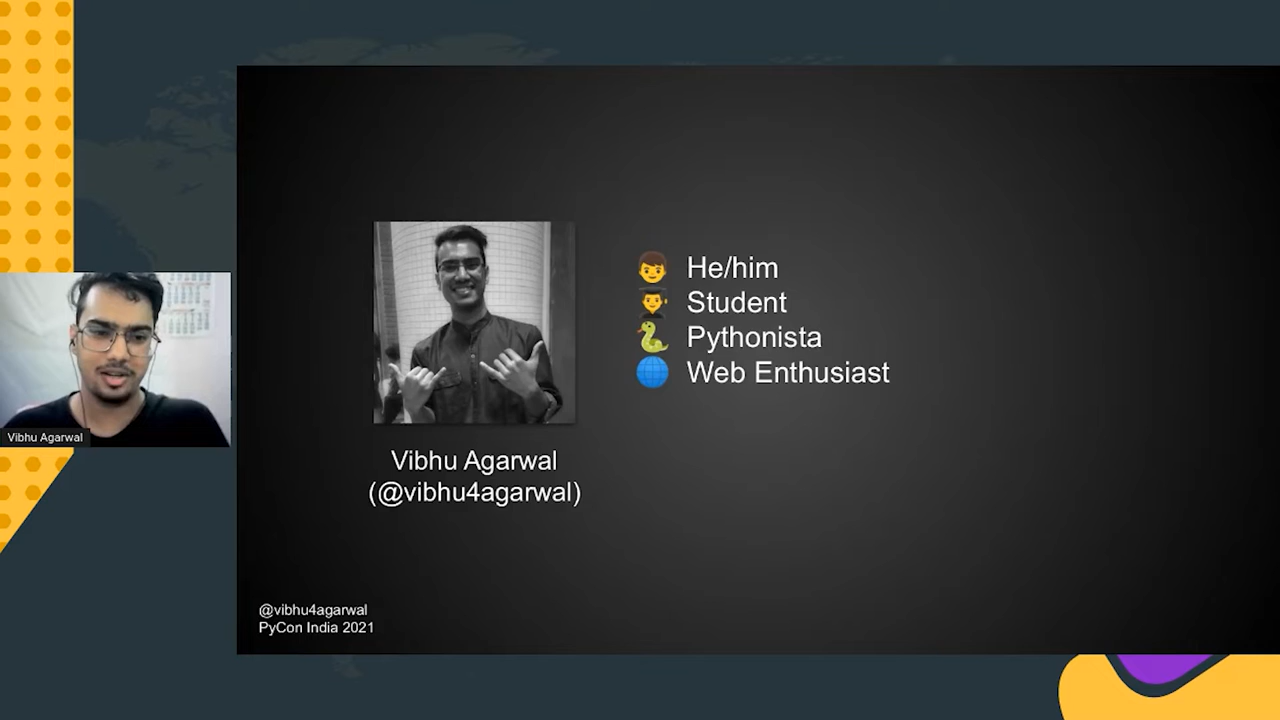 Vibhu Agarwal
He/him
Student
Pythonista
Web Enthusiast
Vibhu Agarwal
(@vibhu4agarwal)
@vibhu4agarwal
PyCon India 2021